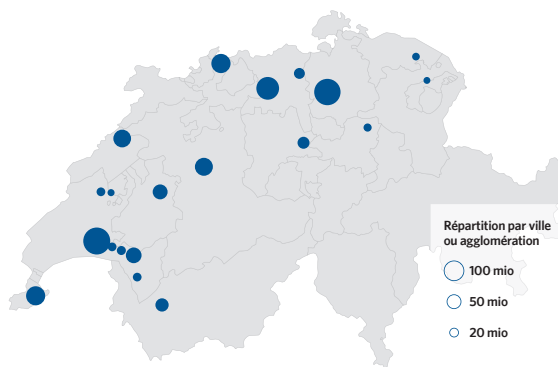 Répartition par ville
ou agglomération
100 mio
50 mio
20 mio